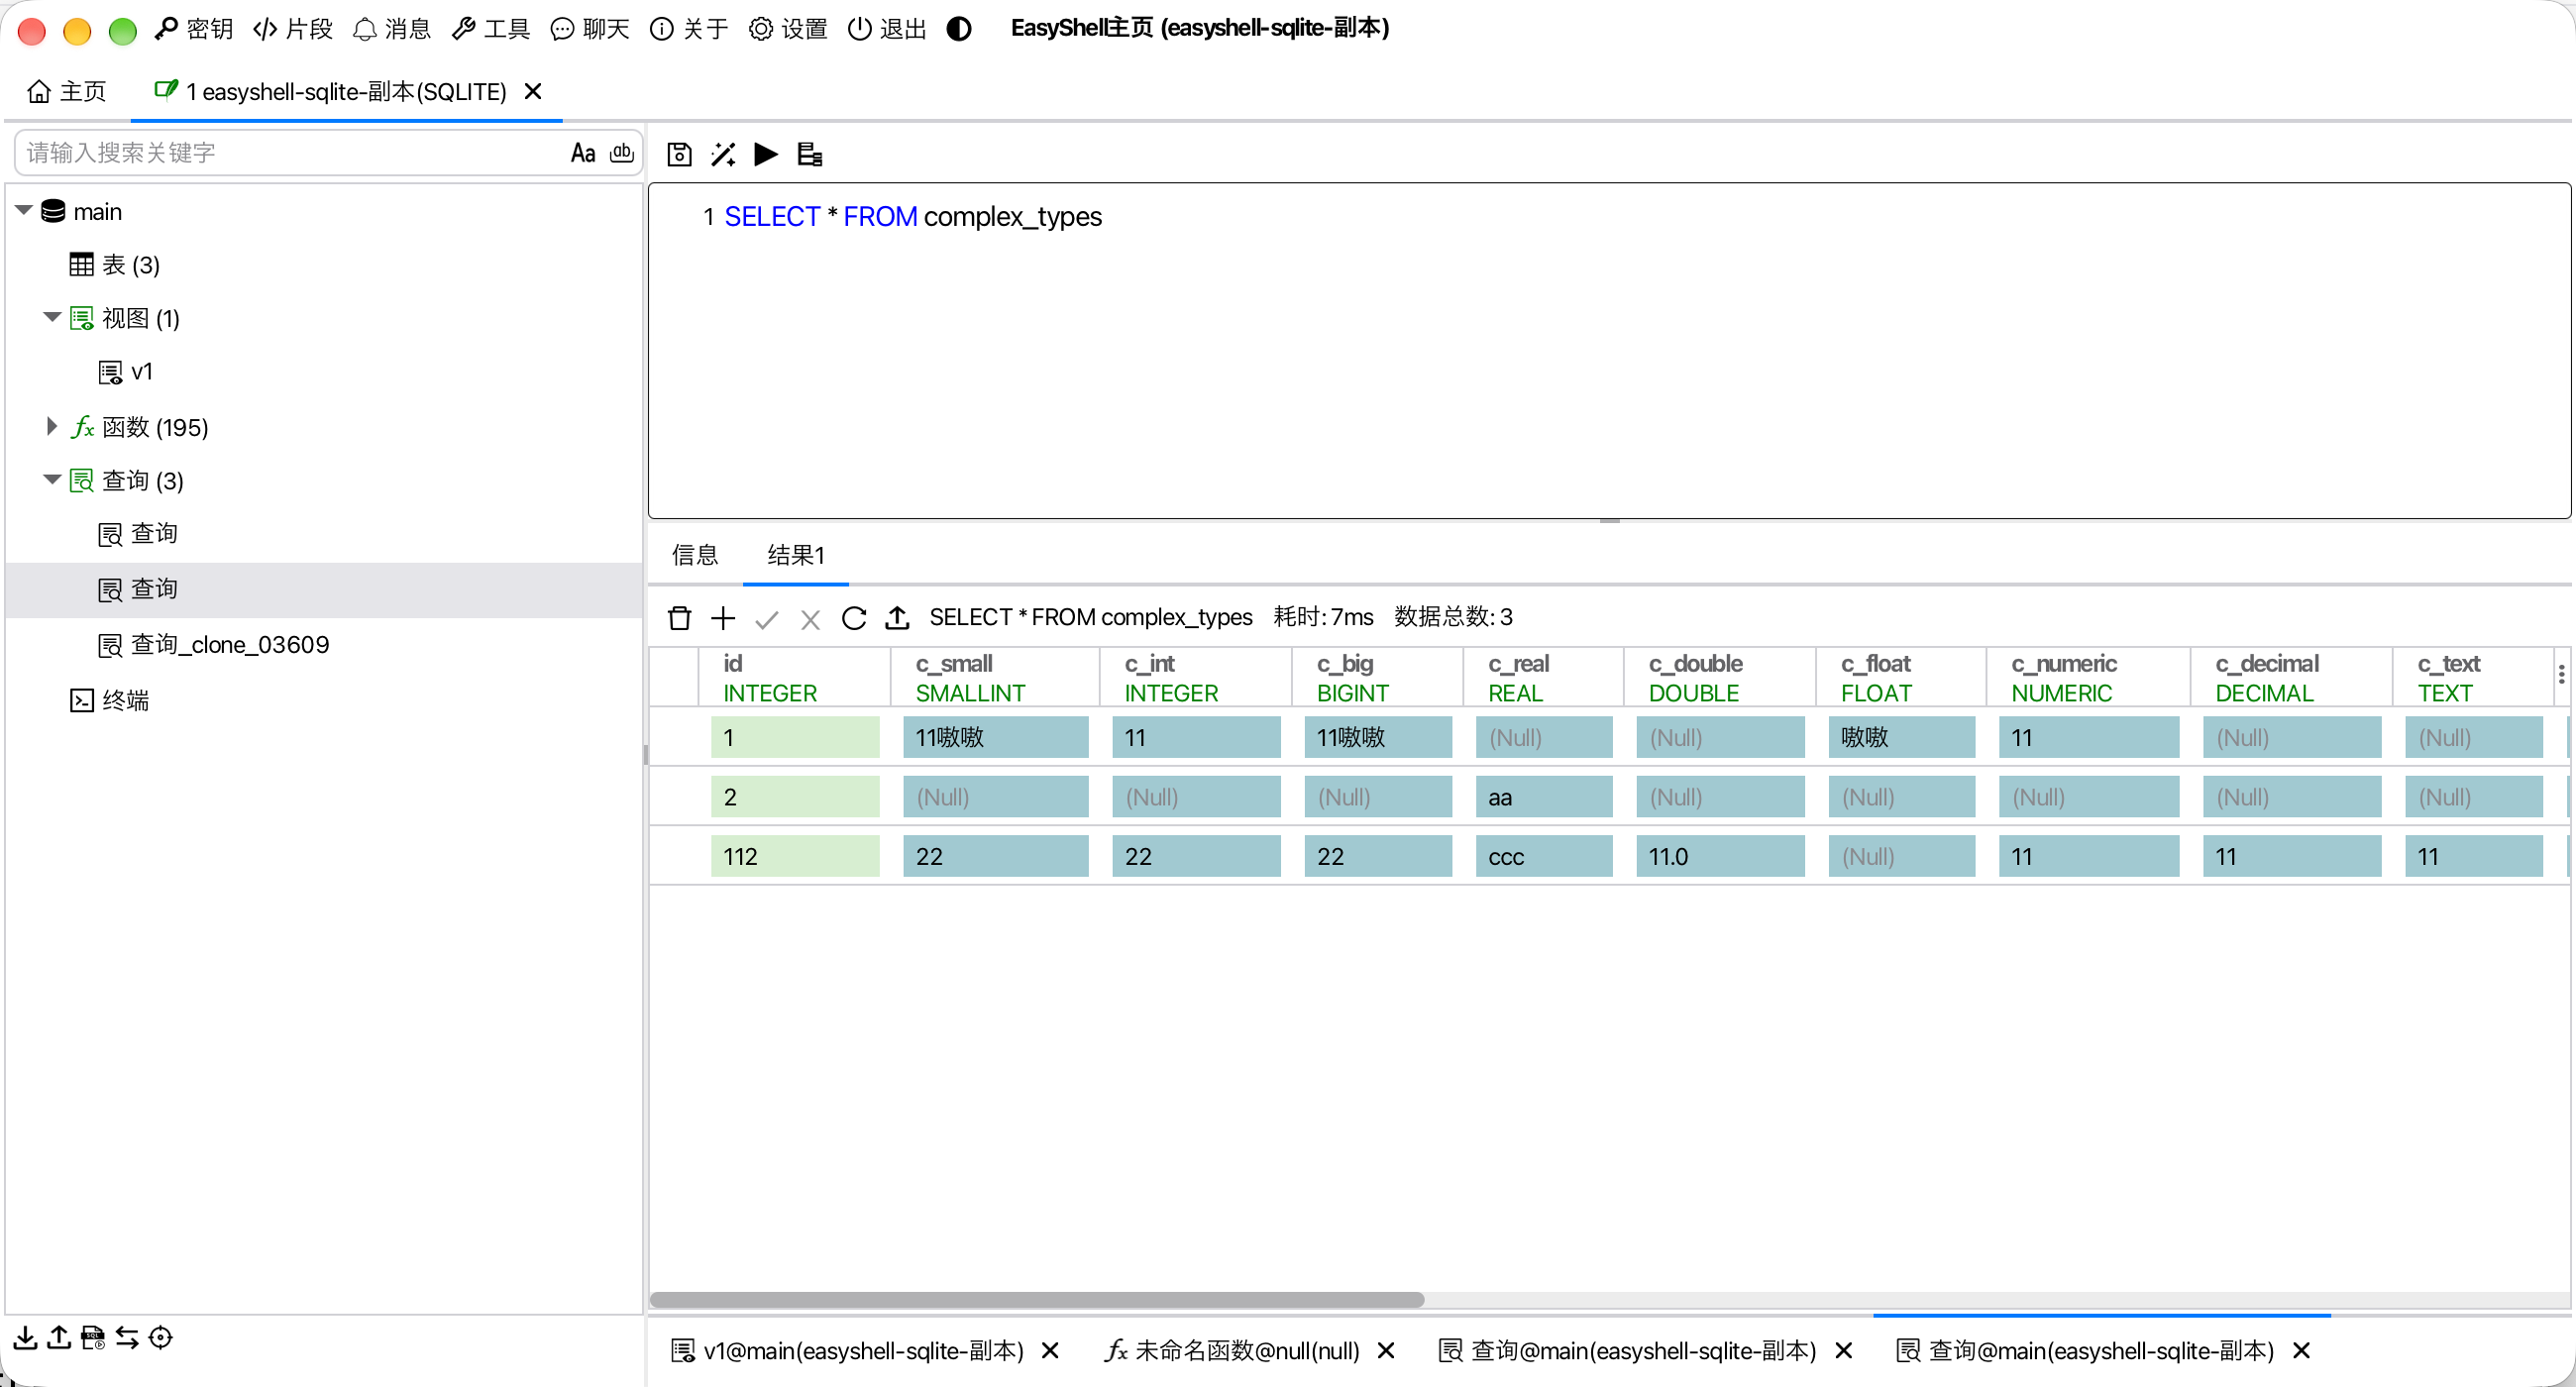 密钥 片段 消息 工具 聊天 关于 设置 退出 EasyShell主页 (easyshell-sqlite-副本)
主页 1 easyshell-sqlite-副本(SQLITE)
请输入搜索关键字 Aa ab
main
表 (3)
视图 (1)
v1
函数 (195)
查询 (3)
查询
查询
查询_clone_03609
终端
1 SELECT * FROM complex_types
信息 结果1
SELECT * FROM complex_types 耗时: 7ms 数据总数: 3
id c_small c_int c_big c_real c_double c_float c_numeric c_decimal c_text
INTEGER SMALLINT INTEGER BIGINT REAL DOUBLE FLOAT NUMERIC DECIMAL TEXT
1 11嗷嗷 11 11嗷嗷 (Null) (Null) 嗷嗷 11 (Null) (Null)
2 (Null) (Null) (Null) aa (Null) (Null) (Null) (Null) (Null)
112 22 22 22 ccc 11.0 (Null) 11 11 11
v1@main(easyshell-sqlite-副本) fx 未命名函数@null(null) 查询@main(easyshell-sqlite-副本) 查询@main(easyshell-sqlite-副本)